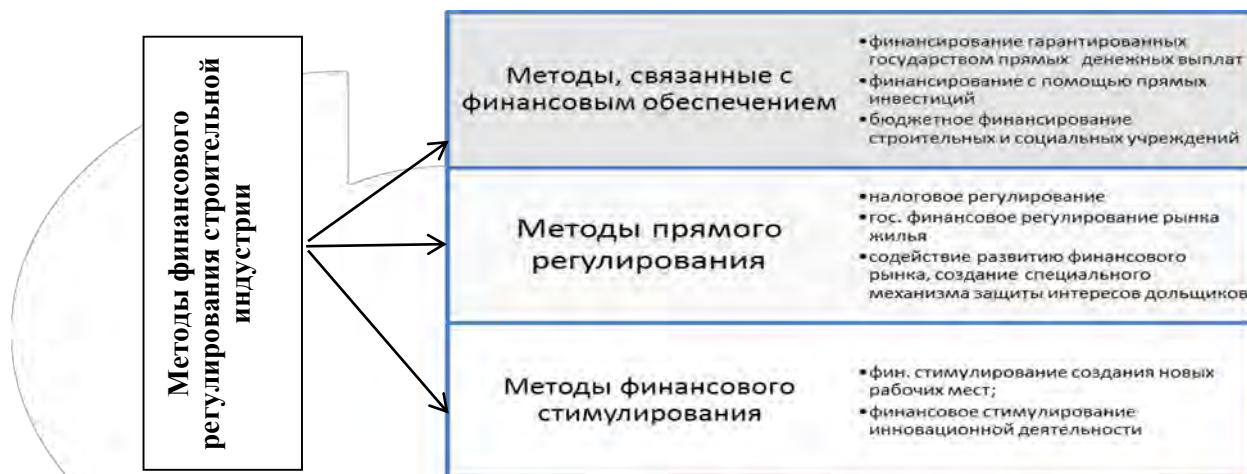 Методы финансового
регулирования строительной
индустрии
Методы, связанные с
финансовым обеспечением
•финансирование гарантированных
государством прямых денежных выплат
•финансирование с помощью прямых
инвестиций
•бюджетное финансирование
строительных и социальных учреждений
Методы прямого
регулирования
•налоговое регулирование
•гос. финансовое регулирование рынка
жилья
•содействие развитию финансового
рынка, создание специального
механизма защиты интересов дольщиков
Методы финансового
стимулирования
•фин. стимулирование создания новых
рабочих мест;
•финансовое стимулирование
инновационной деятельности